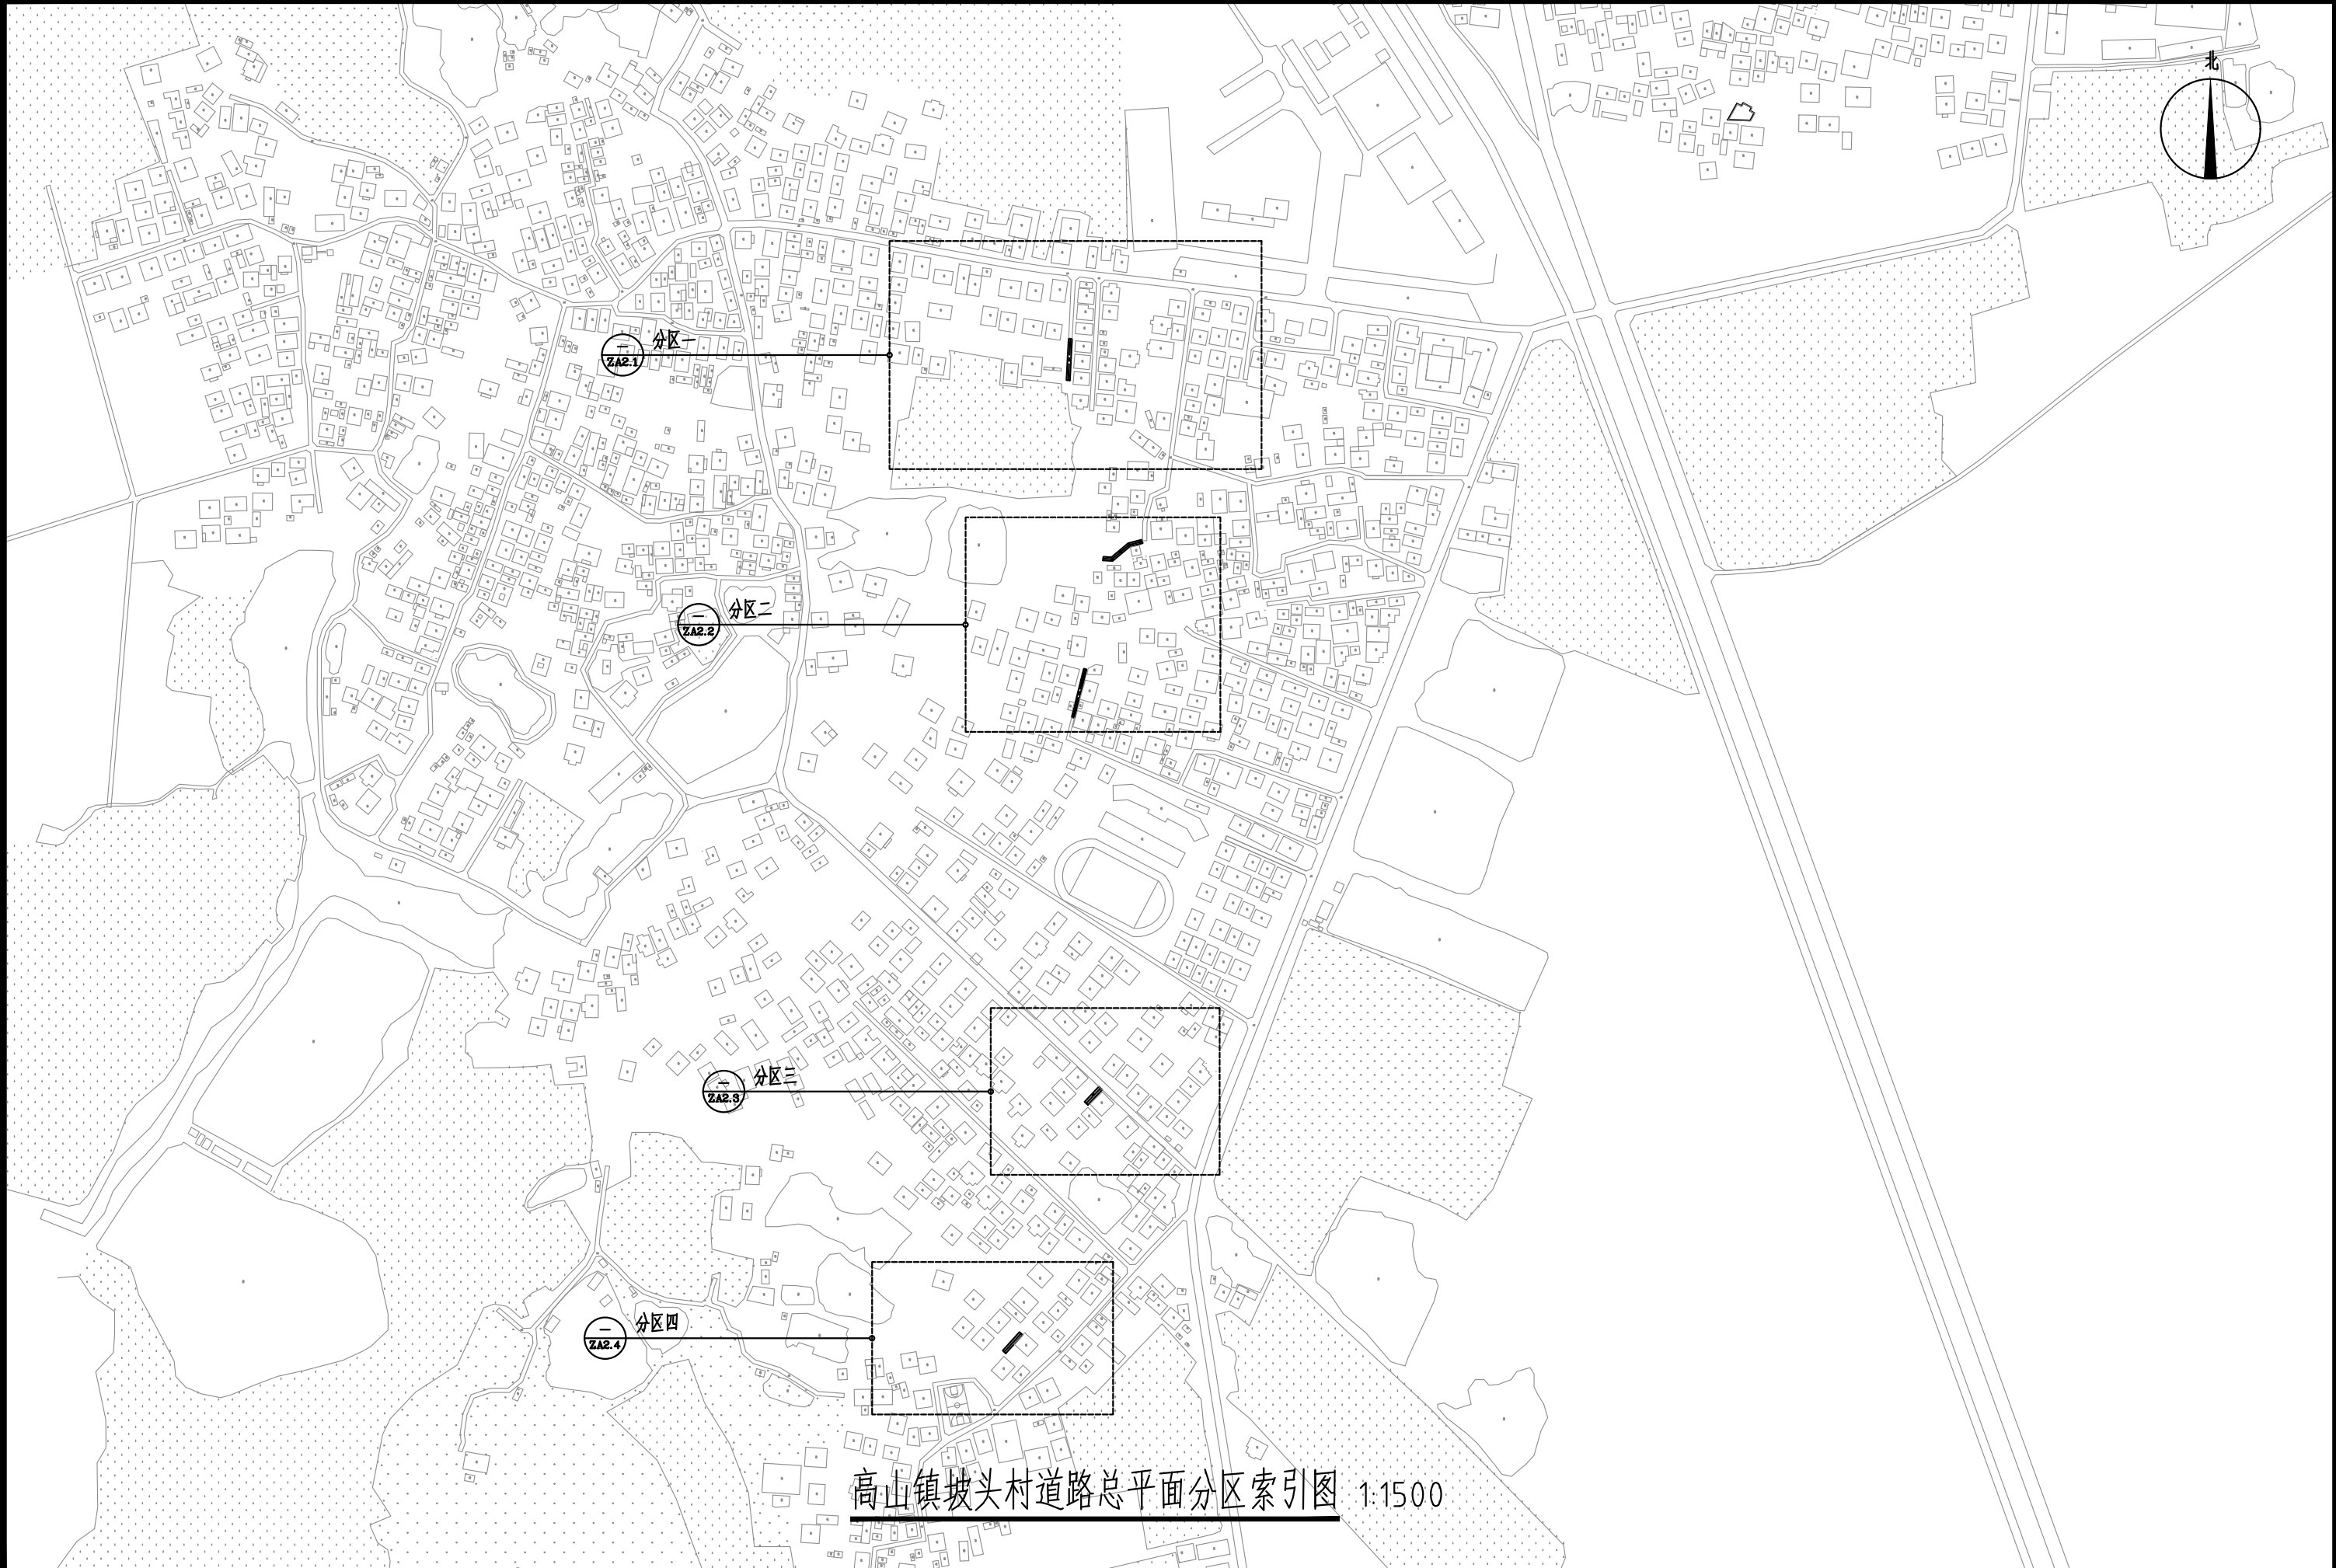 北
分区一
一
ZA2.1
分区二
一
ZA2.2
分区三
一
ZA2.3
分区四
一
ZA2.4
高山镇坡头村道路总平面分区索引图 1:1500